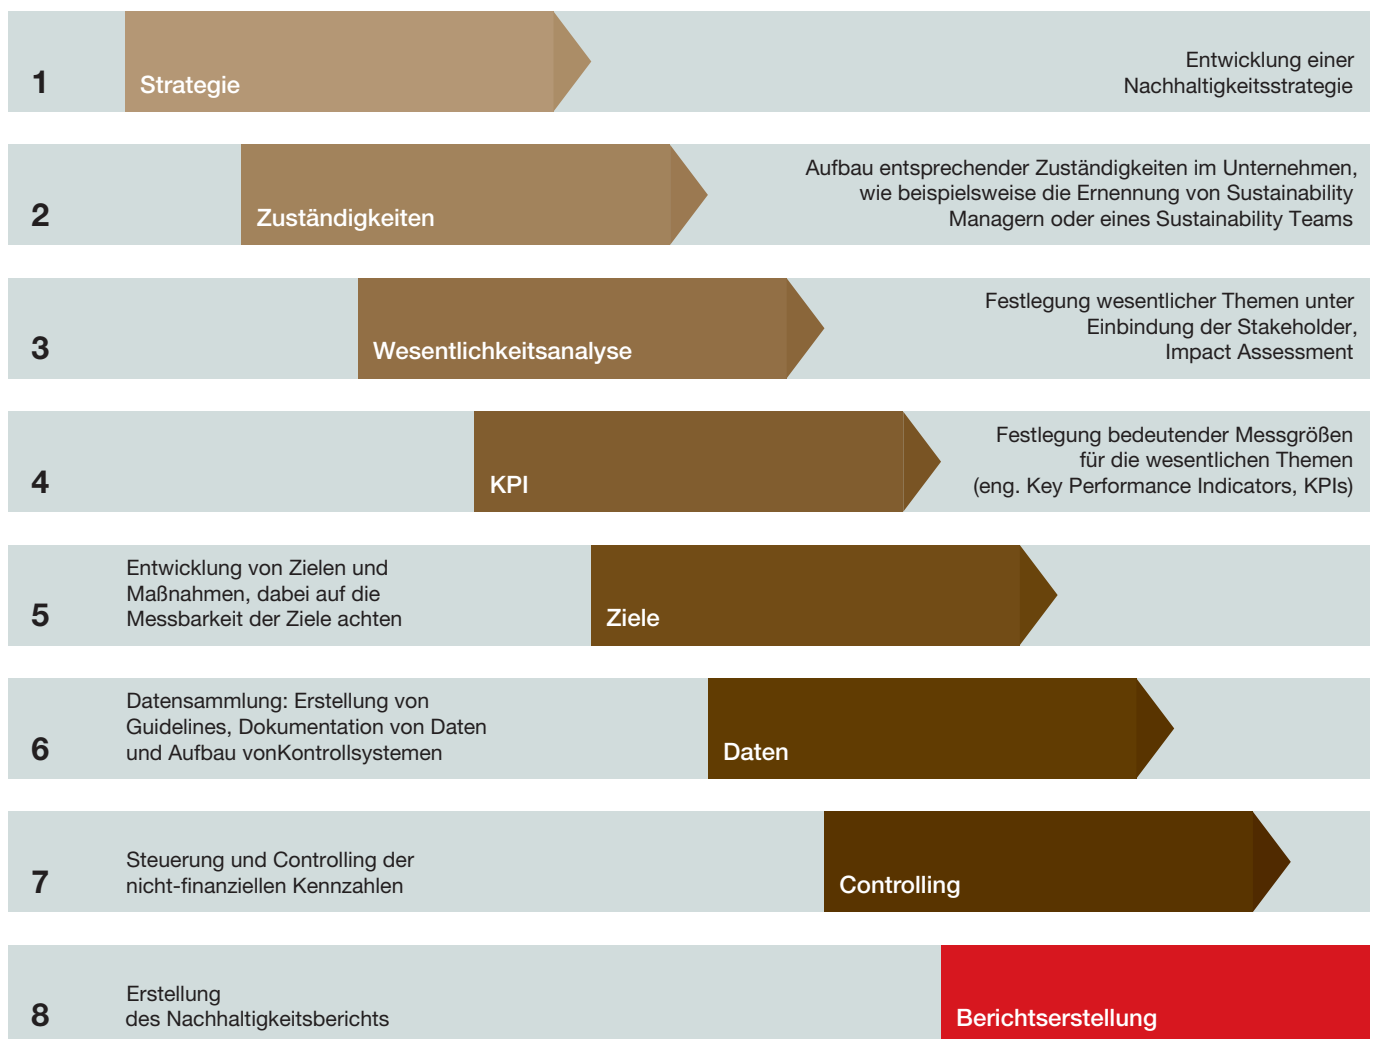 1
Strategie
Entwicklung einer
Nachhaltigkeitsstrategie
2
Zuständigkeiten
Aufbau entsprechender Zuständigkeiten im Unternehmen,
wie beispielsweise die Ernennung von Sustainability
Managern oder eines Sustainability Teams
3
Wesentlichkeitsanalyse
Festlegung wesentlicher Themen unter
Einbindung der Stakeholder,
Impact Assessment
4
KPI
Festlegung bedeutender Messgrößen
für die wesentlichen Themen
(eng. Key Performance Indicators, KPIs)
5
Entwicklung von Zielen und
Maßnahmen, dabei auf die
Messbarkeit der Ziele achten
Ziele
6
Datensammlung: Erstellung von
Guidelines, Dokumentation von Daten
und Aufbau vonKontrollsystemen
Daten
7
Steuerung und Controlling der
nicht-finanziellen Kennzahlen
Controlling
8
Erstellung
des Nachhaltigkeitsberichts
Berichtserstellung